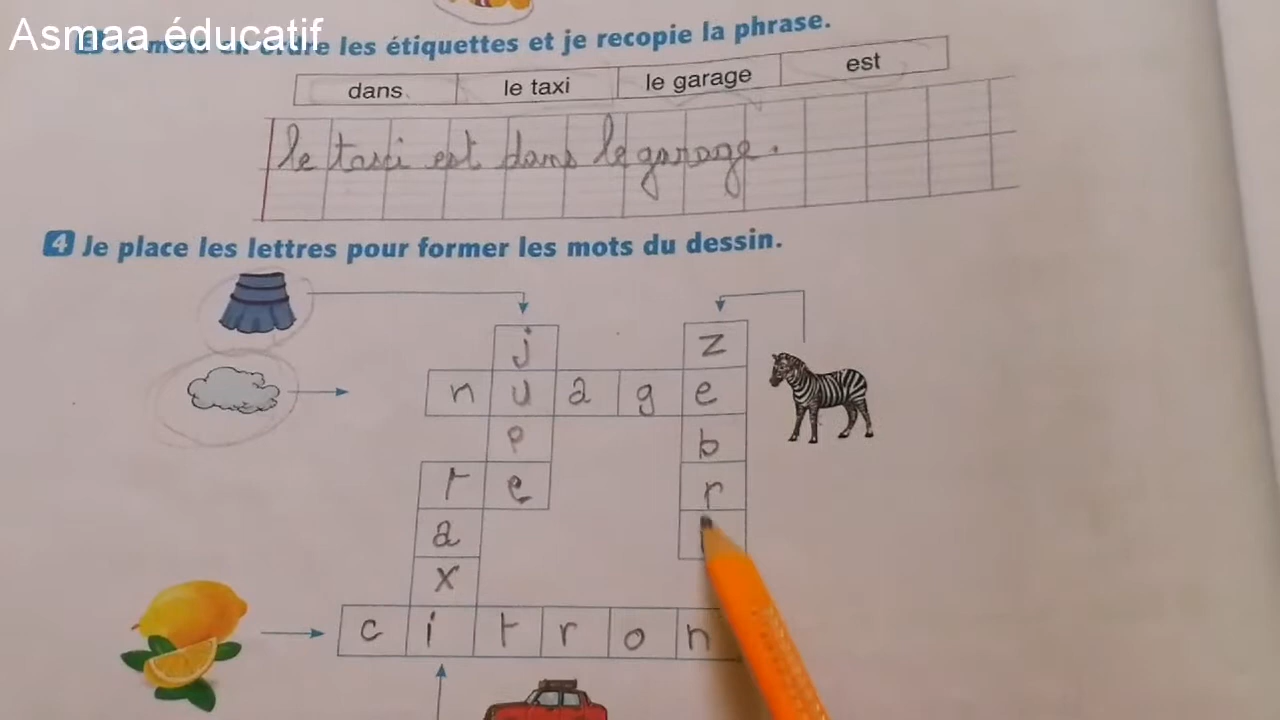 Asmaa éducatif
les étiquettes et je recopie la phrase.
dans le taxi le garage est
le taxi est dans le garage.
4 Je place les lettres pour former les mots du dessin.
j z
n u a g e
p b
t e r
a
x
c i t r o n